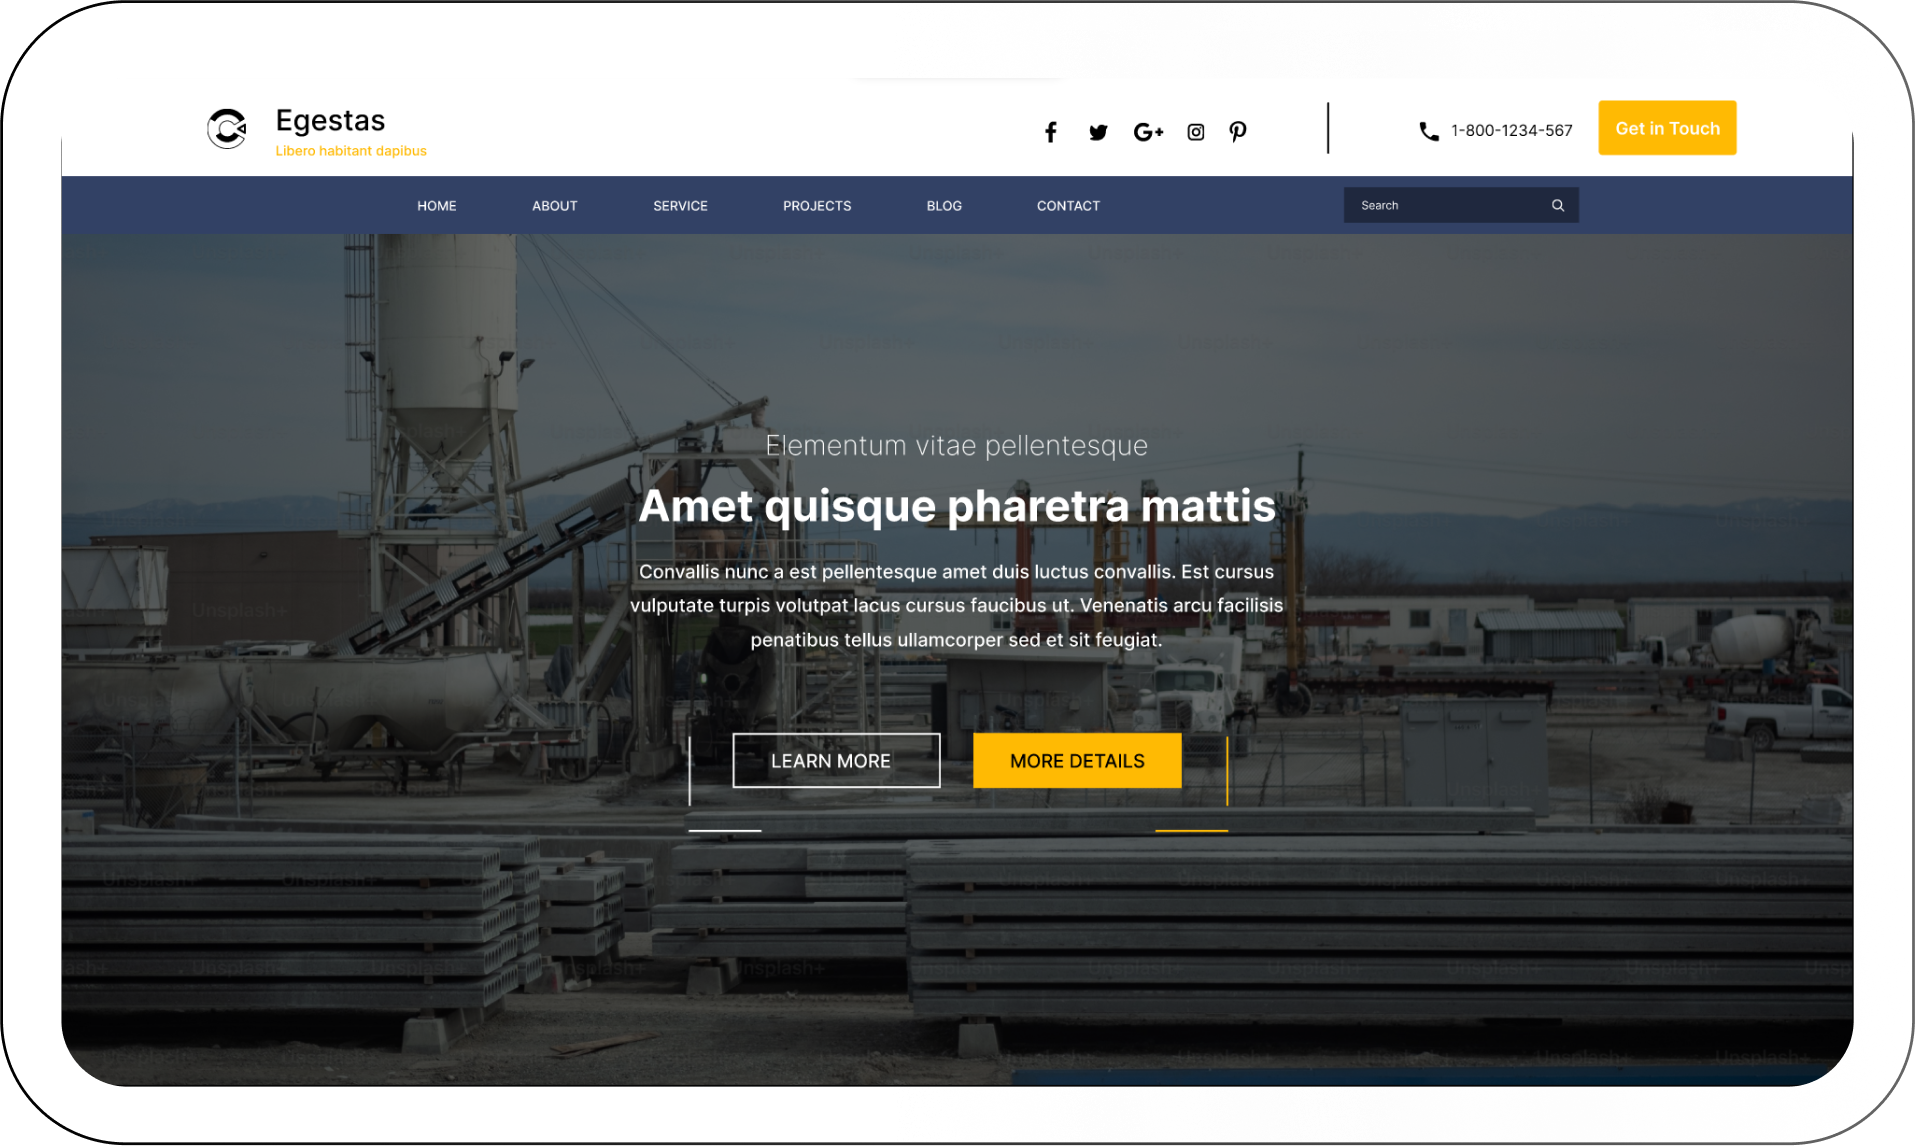 Egestas
Libero habitant dapibus
1-800-1234-567
Get in Touch
HOME ABOUT SERVICE PROJECTS BLOG CONTACT
Search
Elementum vitae pellentesque
Amet quisque pharetra mattis
Convallis nunc a est pellentesque amet duis luctus convallis. Est cursus
vulputate turpis volutpat lacus cursus faucibus ut. Venenatis arcu facilisis
penatibus tellus ullamcorper sed et sit feugiat.
LEARN MORE
MORE DETAILS
Unsplash+